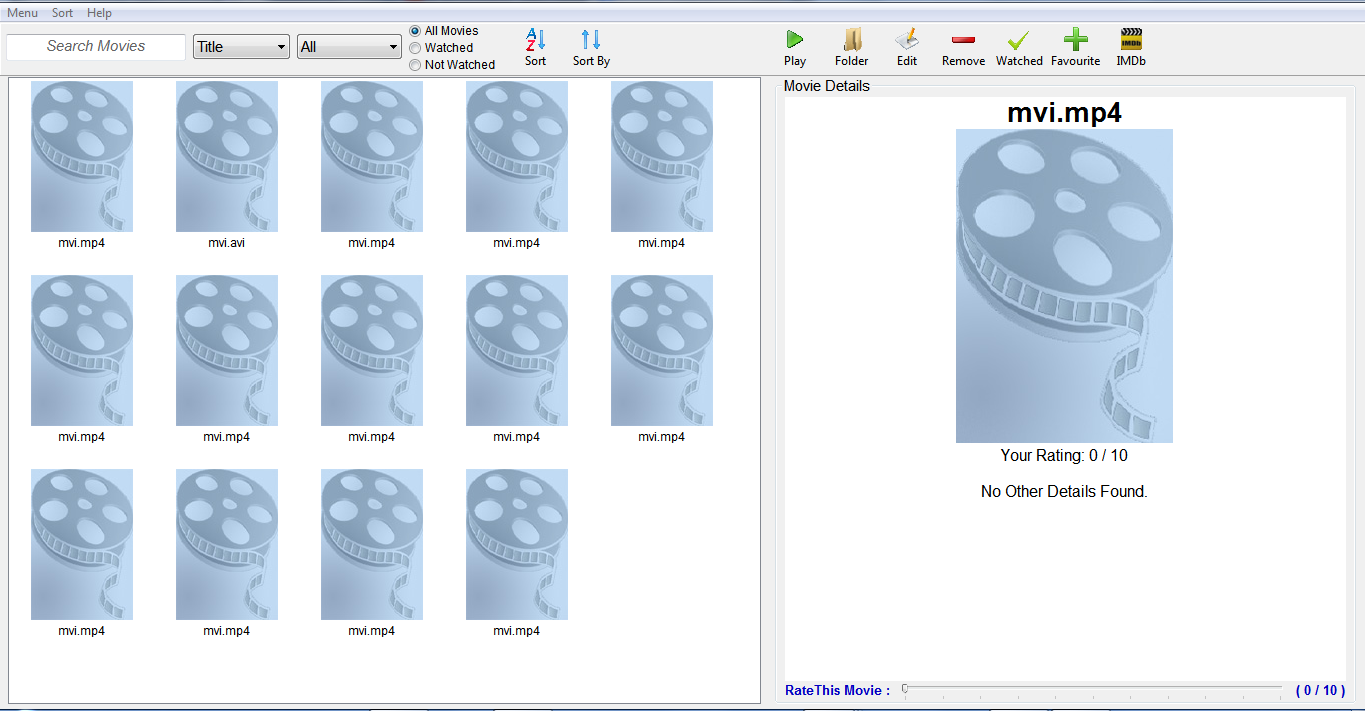 Menu Sort Help
Search Movies
Title
All
All Movies
Watched
Not Watched
Sort
Sort By
Play
Folder
Edit
Remove
Watched
Favourite
IMDb
IMDb
mvi.mp4 mvi.avi mvi.mp4 mvi.mp4 mvi.mp4
mvi.mp4 mvi.mp4 mvi.mp4 mvi.mp4 mvi.mp4
mvi.mp4 mvi.mp4 mvi.mp4 mvi.mp4
Movie Details
mvi.mp4
Your Rating: 0 / 10
No Other Details Found.
RateThis Movie : ( 0 / 10 )